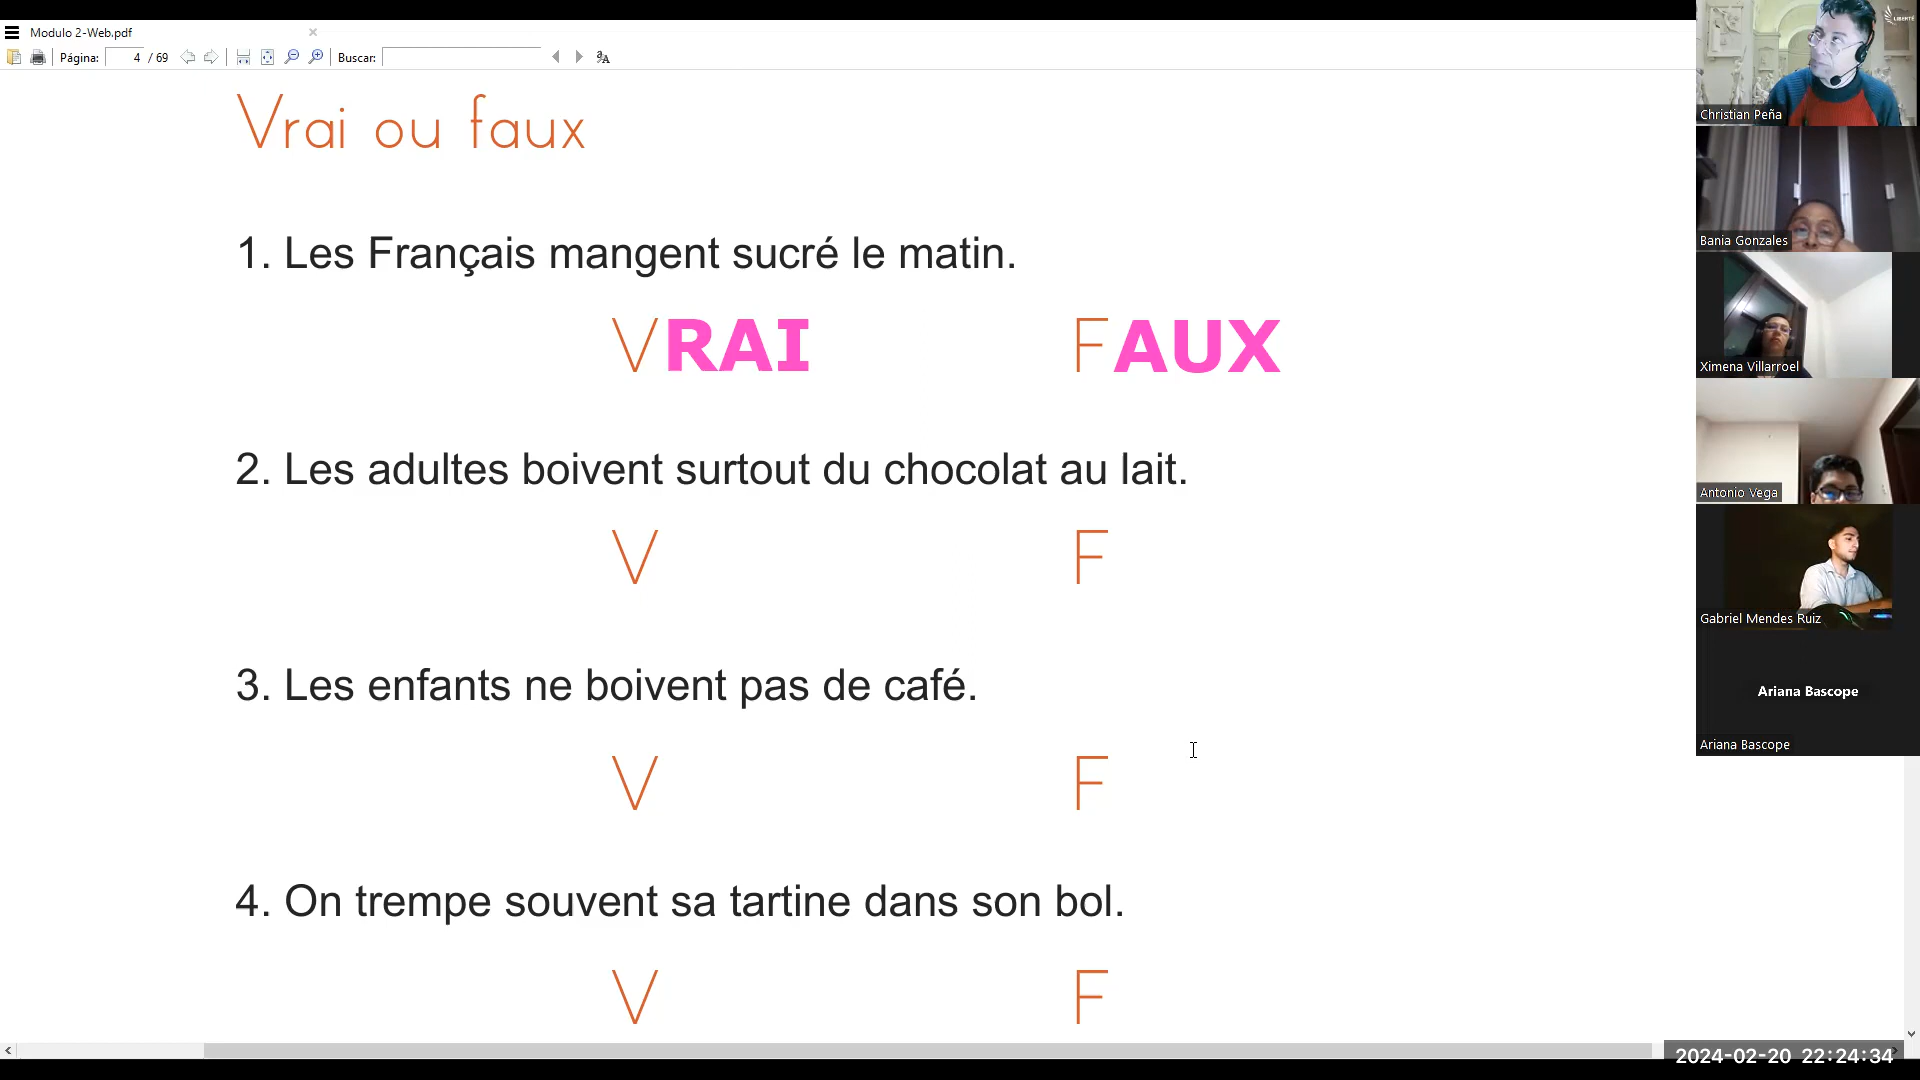 Modulo 2-Web.pdf
Página: 4 / 69 Buscar:
Vrai ou faux
1. Les Français mangent sucré le matin.
VRAI FAUX
2. Les adultes boivent surtout du chocolat au lait.
V F
3. Les enfants ne boivent pas de café.
V F
4. On trempe souvent sa tartine dans son bol.
V F
LIBERTÉ
Christian Peña
Bania Gonzales
Ximena Villarroel
Antonio Vega
Gabriel Mendes Ruiz
Ariana Bascope
Ariana Bascope
2024-02-20 22:24:34